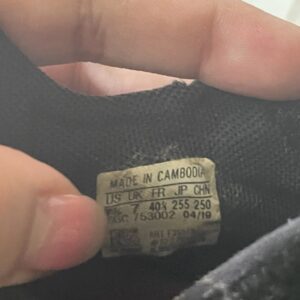 MADE IN CAMBODIA
US UK FR JP CHN
7 40⅔ 255 250
753002 04/19